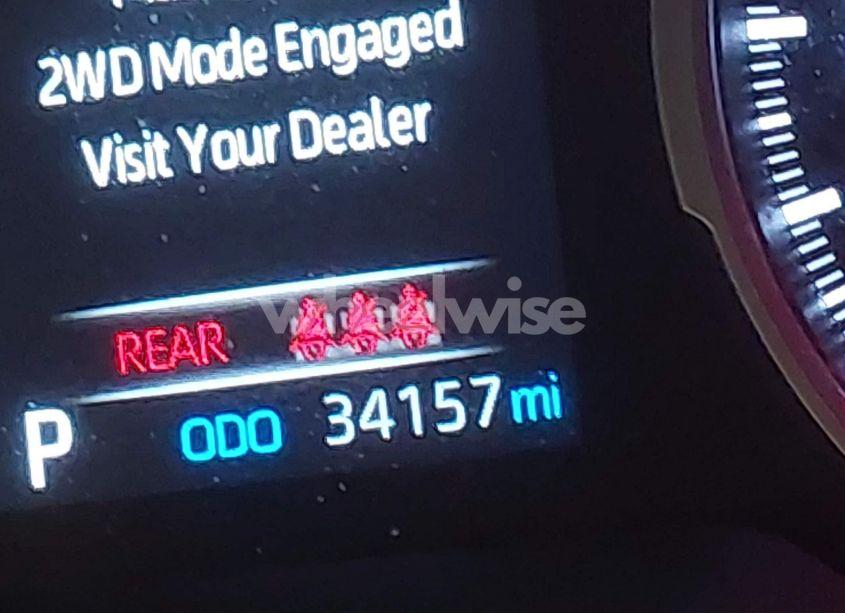 2WD Mode Engaged
Visit Your Dealer
wheelwise
REAR
P ODO 34157 mi